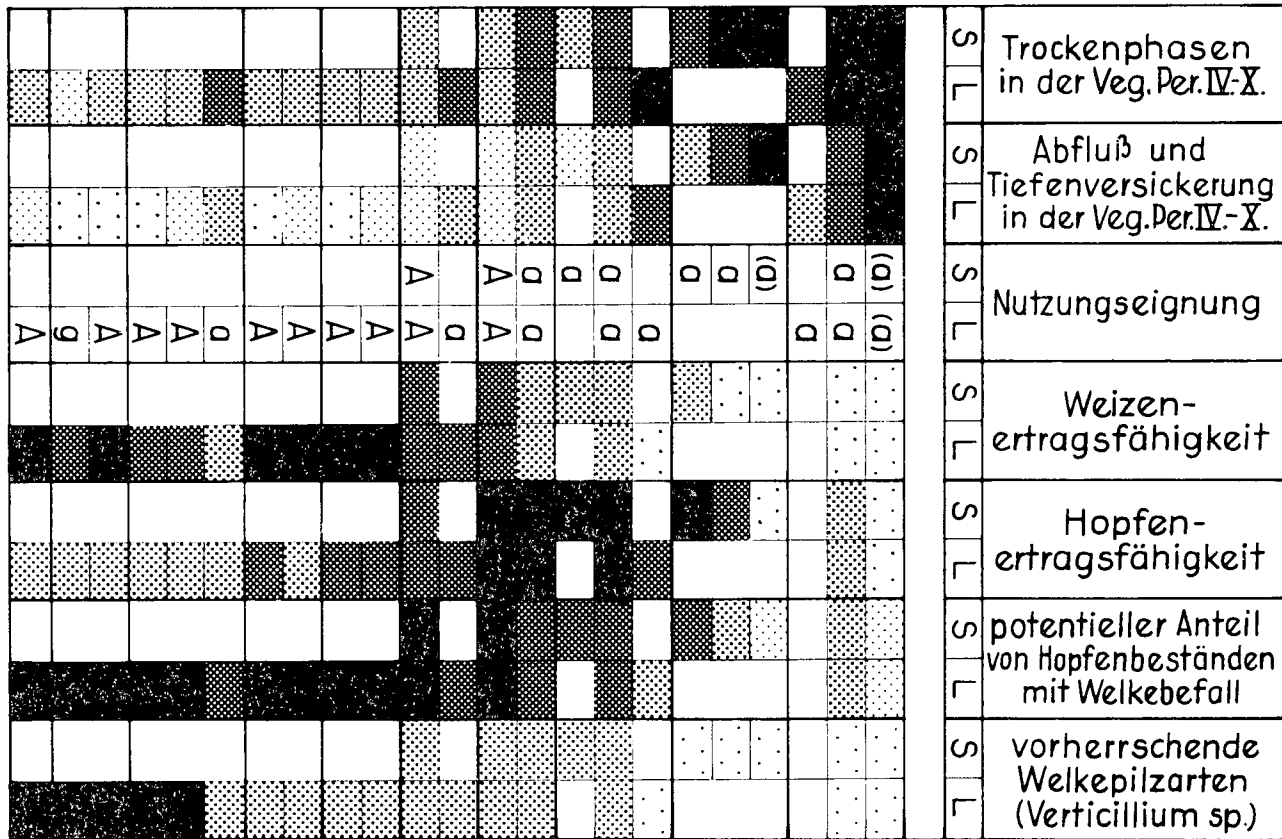 S
L
Trockenphasen
in der Veg. Per. IV-X.
S
L
Abfluß und
Tiefenversickerung
in der Veg. Per. IV.-X.
A A a a a a a (a) a (a)
A g A A A a A A A A A a A a a a a a (a)
S
L
Nutzungseignung
S
L
Weizen-
ertragsfähigkeit
S
L
Hopfen-
ertragsfähigkeit
S
L
potentieller Anteil
von Hopfenbeständen
mit Welkebefall
S
L
vorherrschende
Welkepilzarten
(Verticillium sp.)